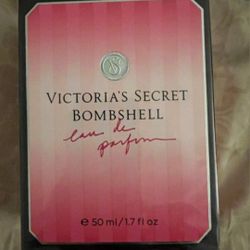 VS
VICTORIA'S SECRET
BOMBSHELL
eau de
parfum
℮ 50 ml/1.7 fl oz